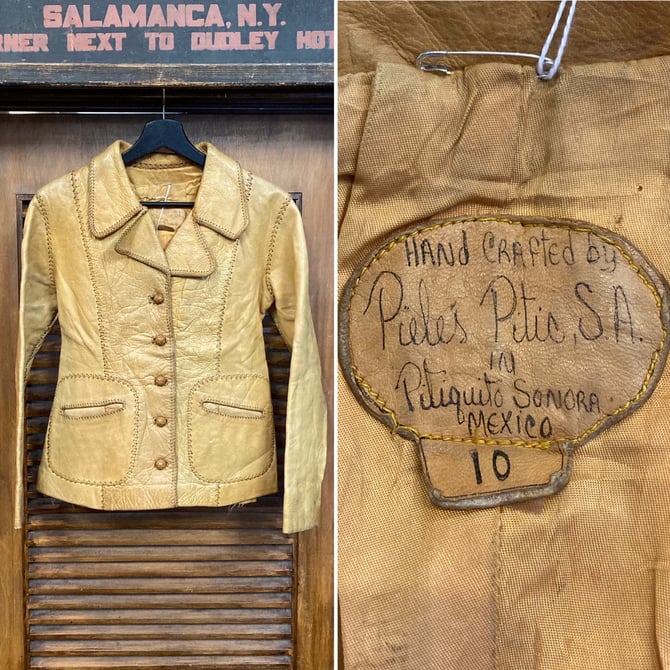 SALAMANCA, N.Y.
RNER NEXT TO DUDLEY HOT
HAND CRAFTED by
Pieles Pitic, S.A.
IN
Pitiquito SONORA
MEXICO
10